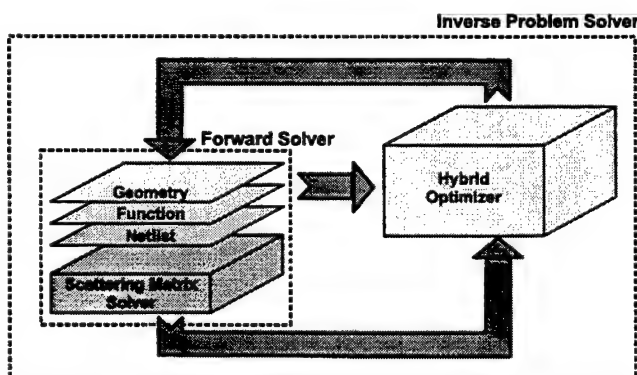 Inverse Problem Solver
Forward Solver
Geometry
Function
Netlist
Scattering Matrix
Solver
Hybrid
Optimizer